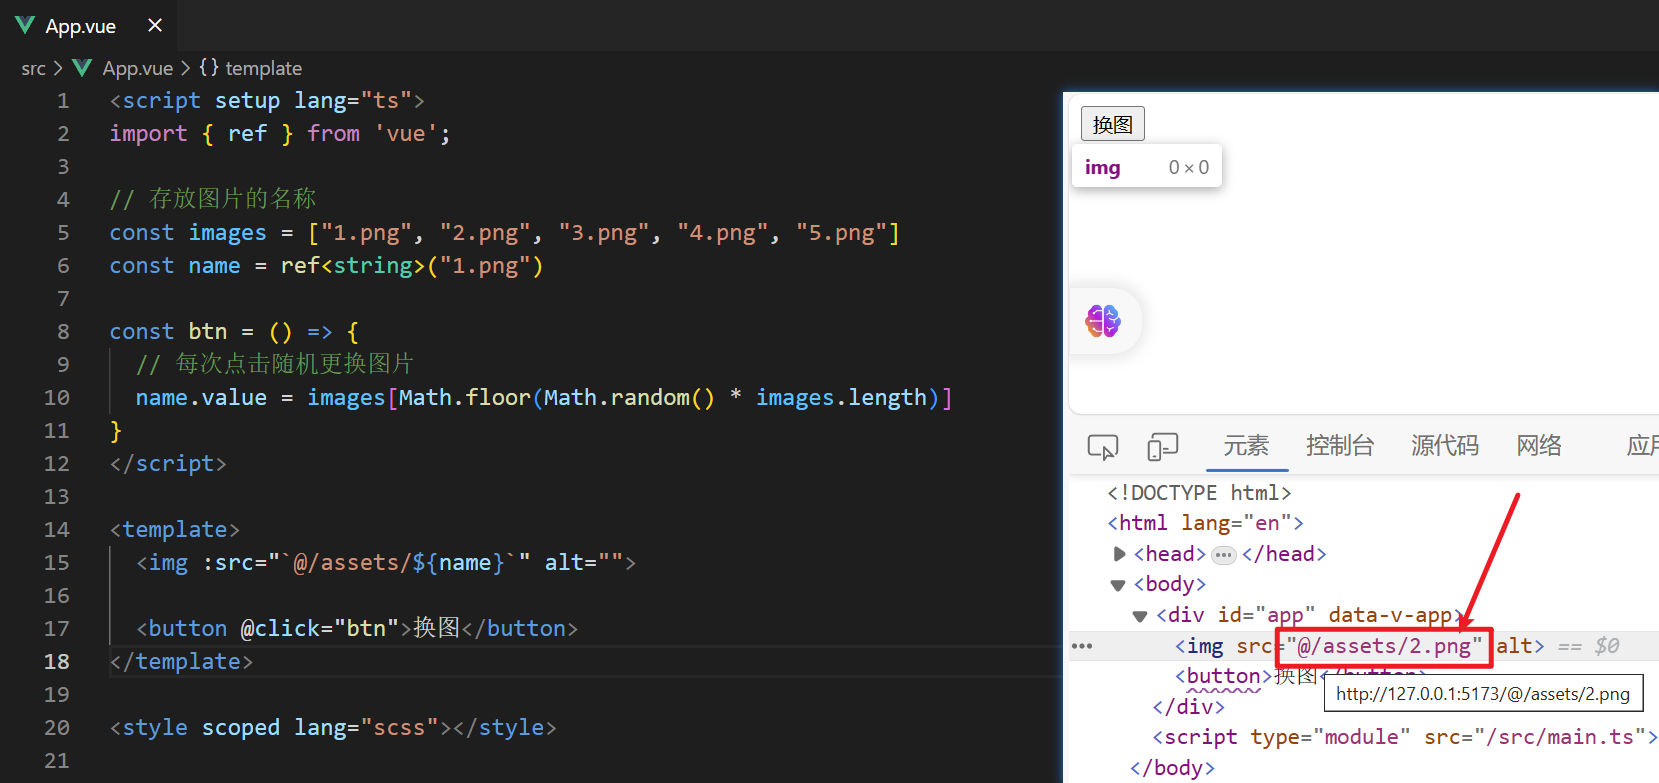 App.vue
src > App.vue > {} template
1 <script setup lang="ts">
2 import { ref } from 'vue';
3
4 // 存放图片的名称
5 const images = ["1.png", "2.png", "3.png", "4.png", "5.png"]
6 const name = ref<string>("1.png")
7
8 const btn = () => {
9 // 每次点击随机更换图片
10 name.value = images[Math.floor(Math.random() * images.length)]
11 }
12 </script>
13
14 <template>
15 <img :src="`@/assets/${name}`" alt="">
16
17 <button @click="btn">换图</button>
18 </template>
19
20 <style scoped lang="scss"></style>
21
换图
img 0 × 0
元素 控制台 源代码 网络
<!DOCTYPE html>
<html lang="en">
<head> ••• </head>
<body>
<div id="app" data-v-app>
••• <img src="@/assets/2.png" alt> == $0
<button>换图</button>
http://127.0.0.1:5173/@/assets/2.png
</div>
<script type="module" src="/src/main.ts">
</body>